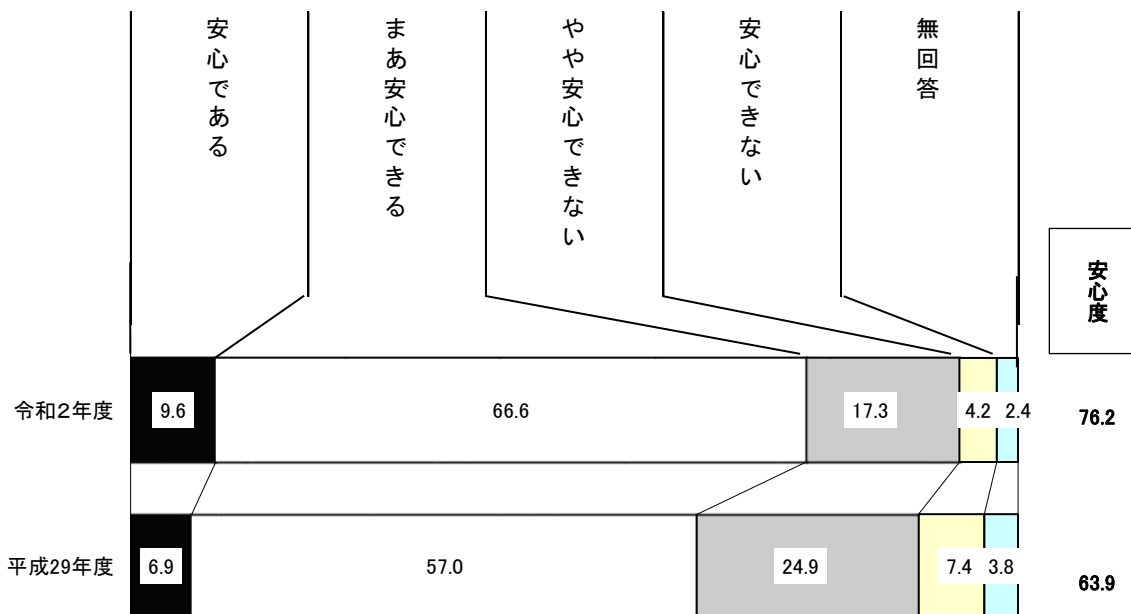 安心である
まあ安心できる
やや安心できない
安心できない
無回答
安心度
令和2年度
9.6
66.6
17.3
4.2
2.4
76.2
平成29年度
6.9
57.0
24.9
7.4
3.8
63.9